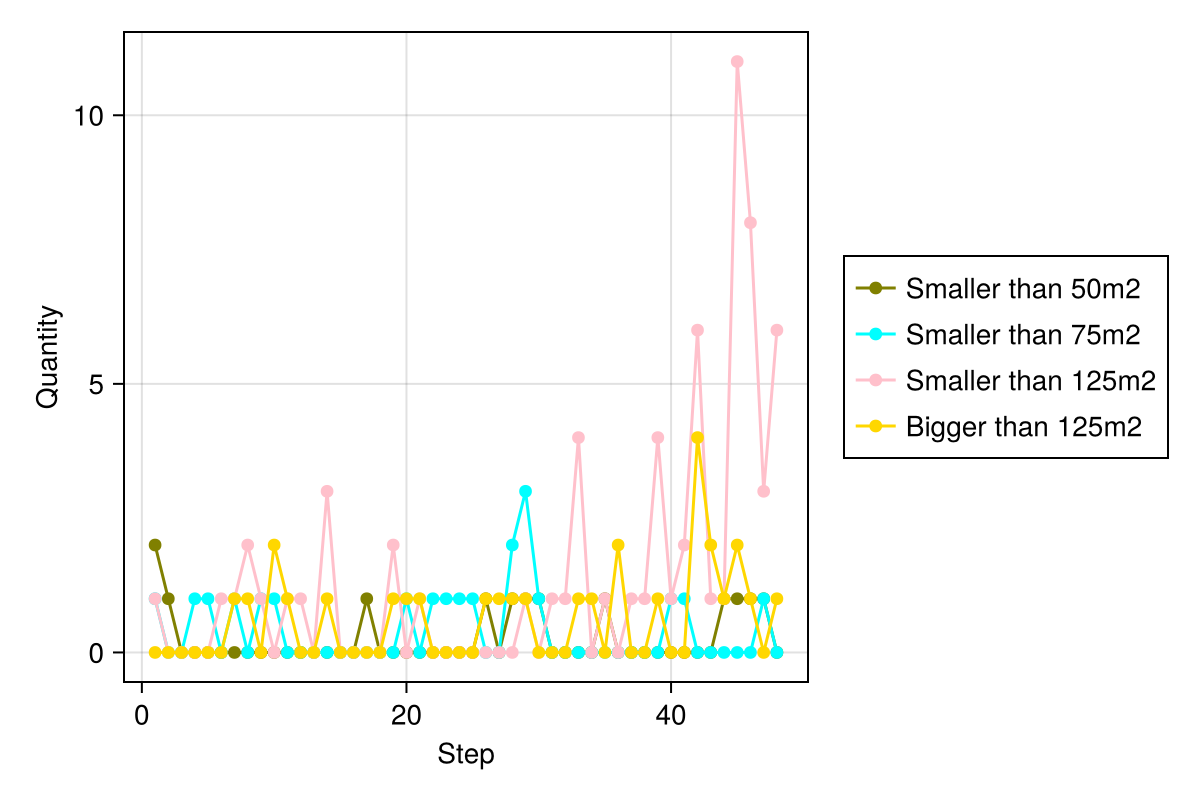 10
5
0
Quantity
0
20
40
Step
Smaller than 50m2
Smaller than 75m2
Smaller than 125m2
Bigger than 125m2